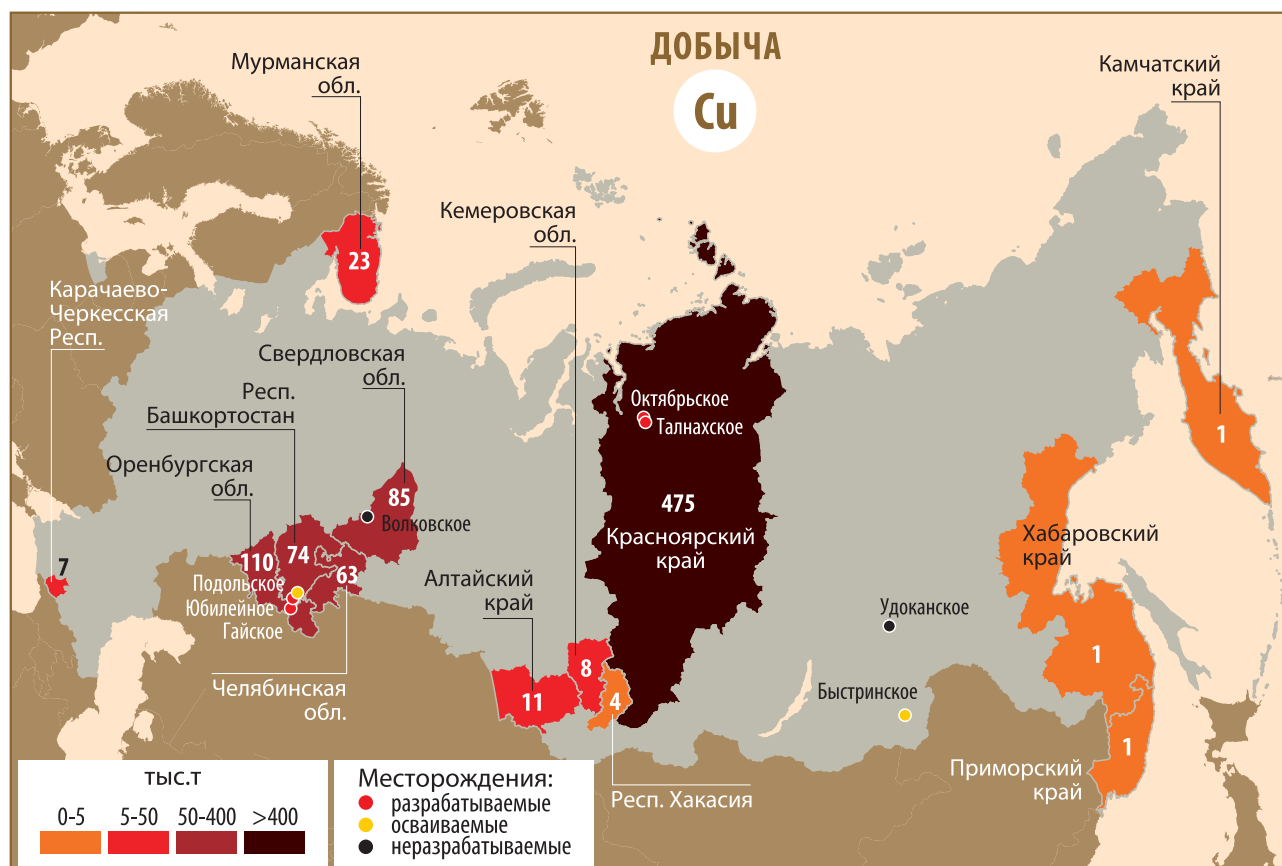 ДОБЫЧА
Cu
Мурманская
обл.
23
Камчатский
край
1
Кемеровская
обл.
8
Карачаево-
Черкесская
Респ.
7
Свердловская
обл.
85
Волковское
Респ.
Башкортостан
74
Оренбургская
обл.
110
63
Подольское
Юбилейное
Гайское
Челябинская
обл.
Алтайский
край
11
Октябрьское
Талнахское
475
Красноярский
край
4
Респ. Хакасия
Удоканское
Быстринское
Хабаровский
край
1
1
Приморский
край
тыс.т
0-5
5-50
50-400
>400
Месторождения:
разрабатываемые
осваиваемые
неразрабатываемые